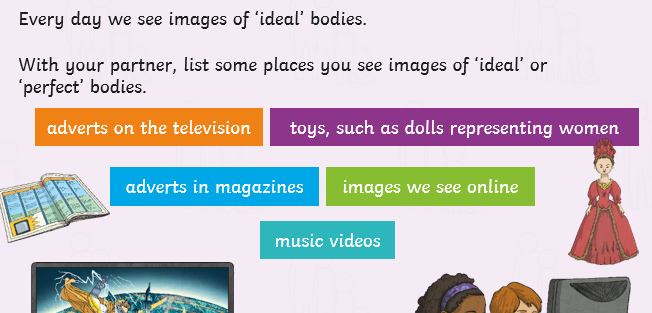 Every day we see images of ‘ideal’ bodies.
With your partner, list some places you see images of ‘ideal’ or
‘perfect’ bodies.
adverts on the television
toys, such as dolls representing women
adverts in magazines
images we see online
music videos